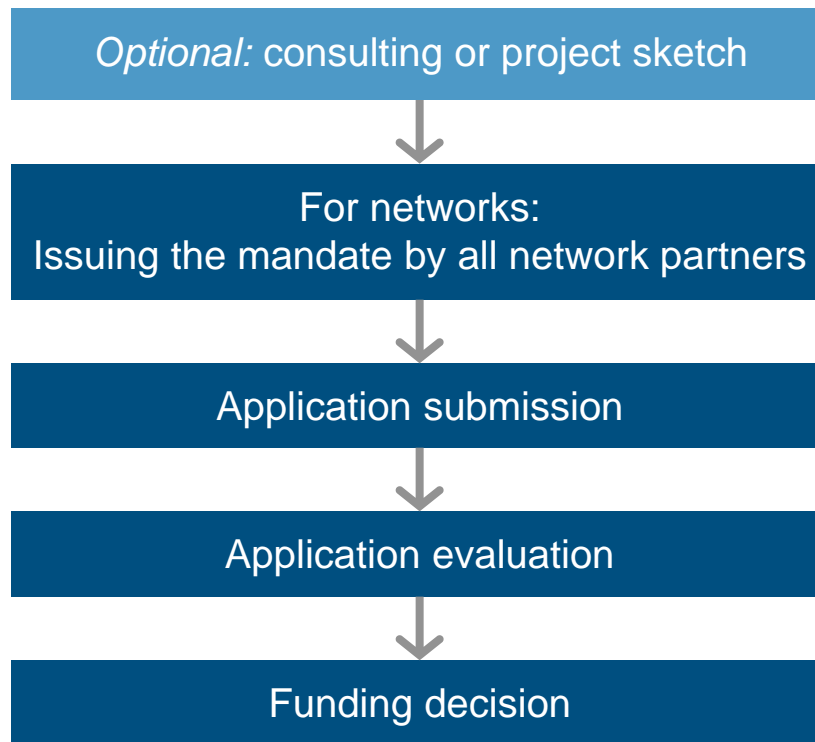 Optional: consulting or project sketch
For networks:
Issuing the mandate by all network partners
Application submission
Application evaluation
Funding decision